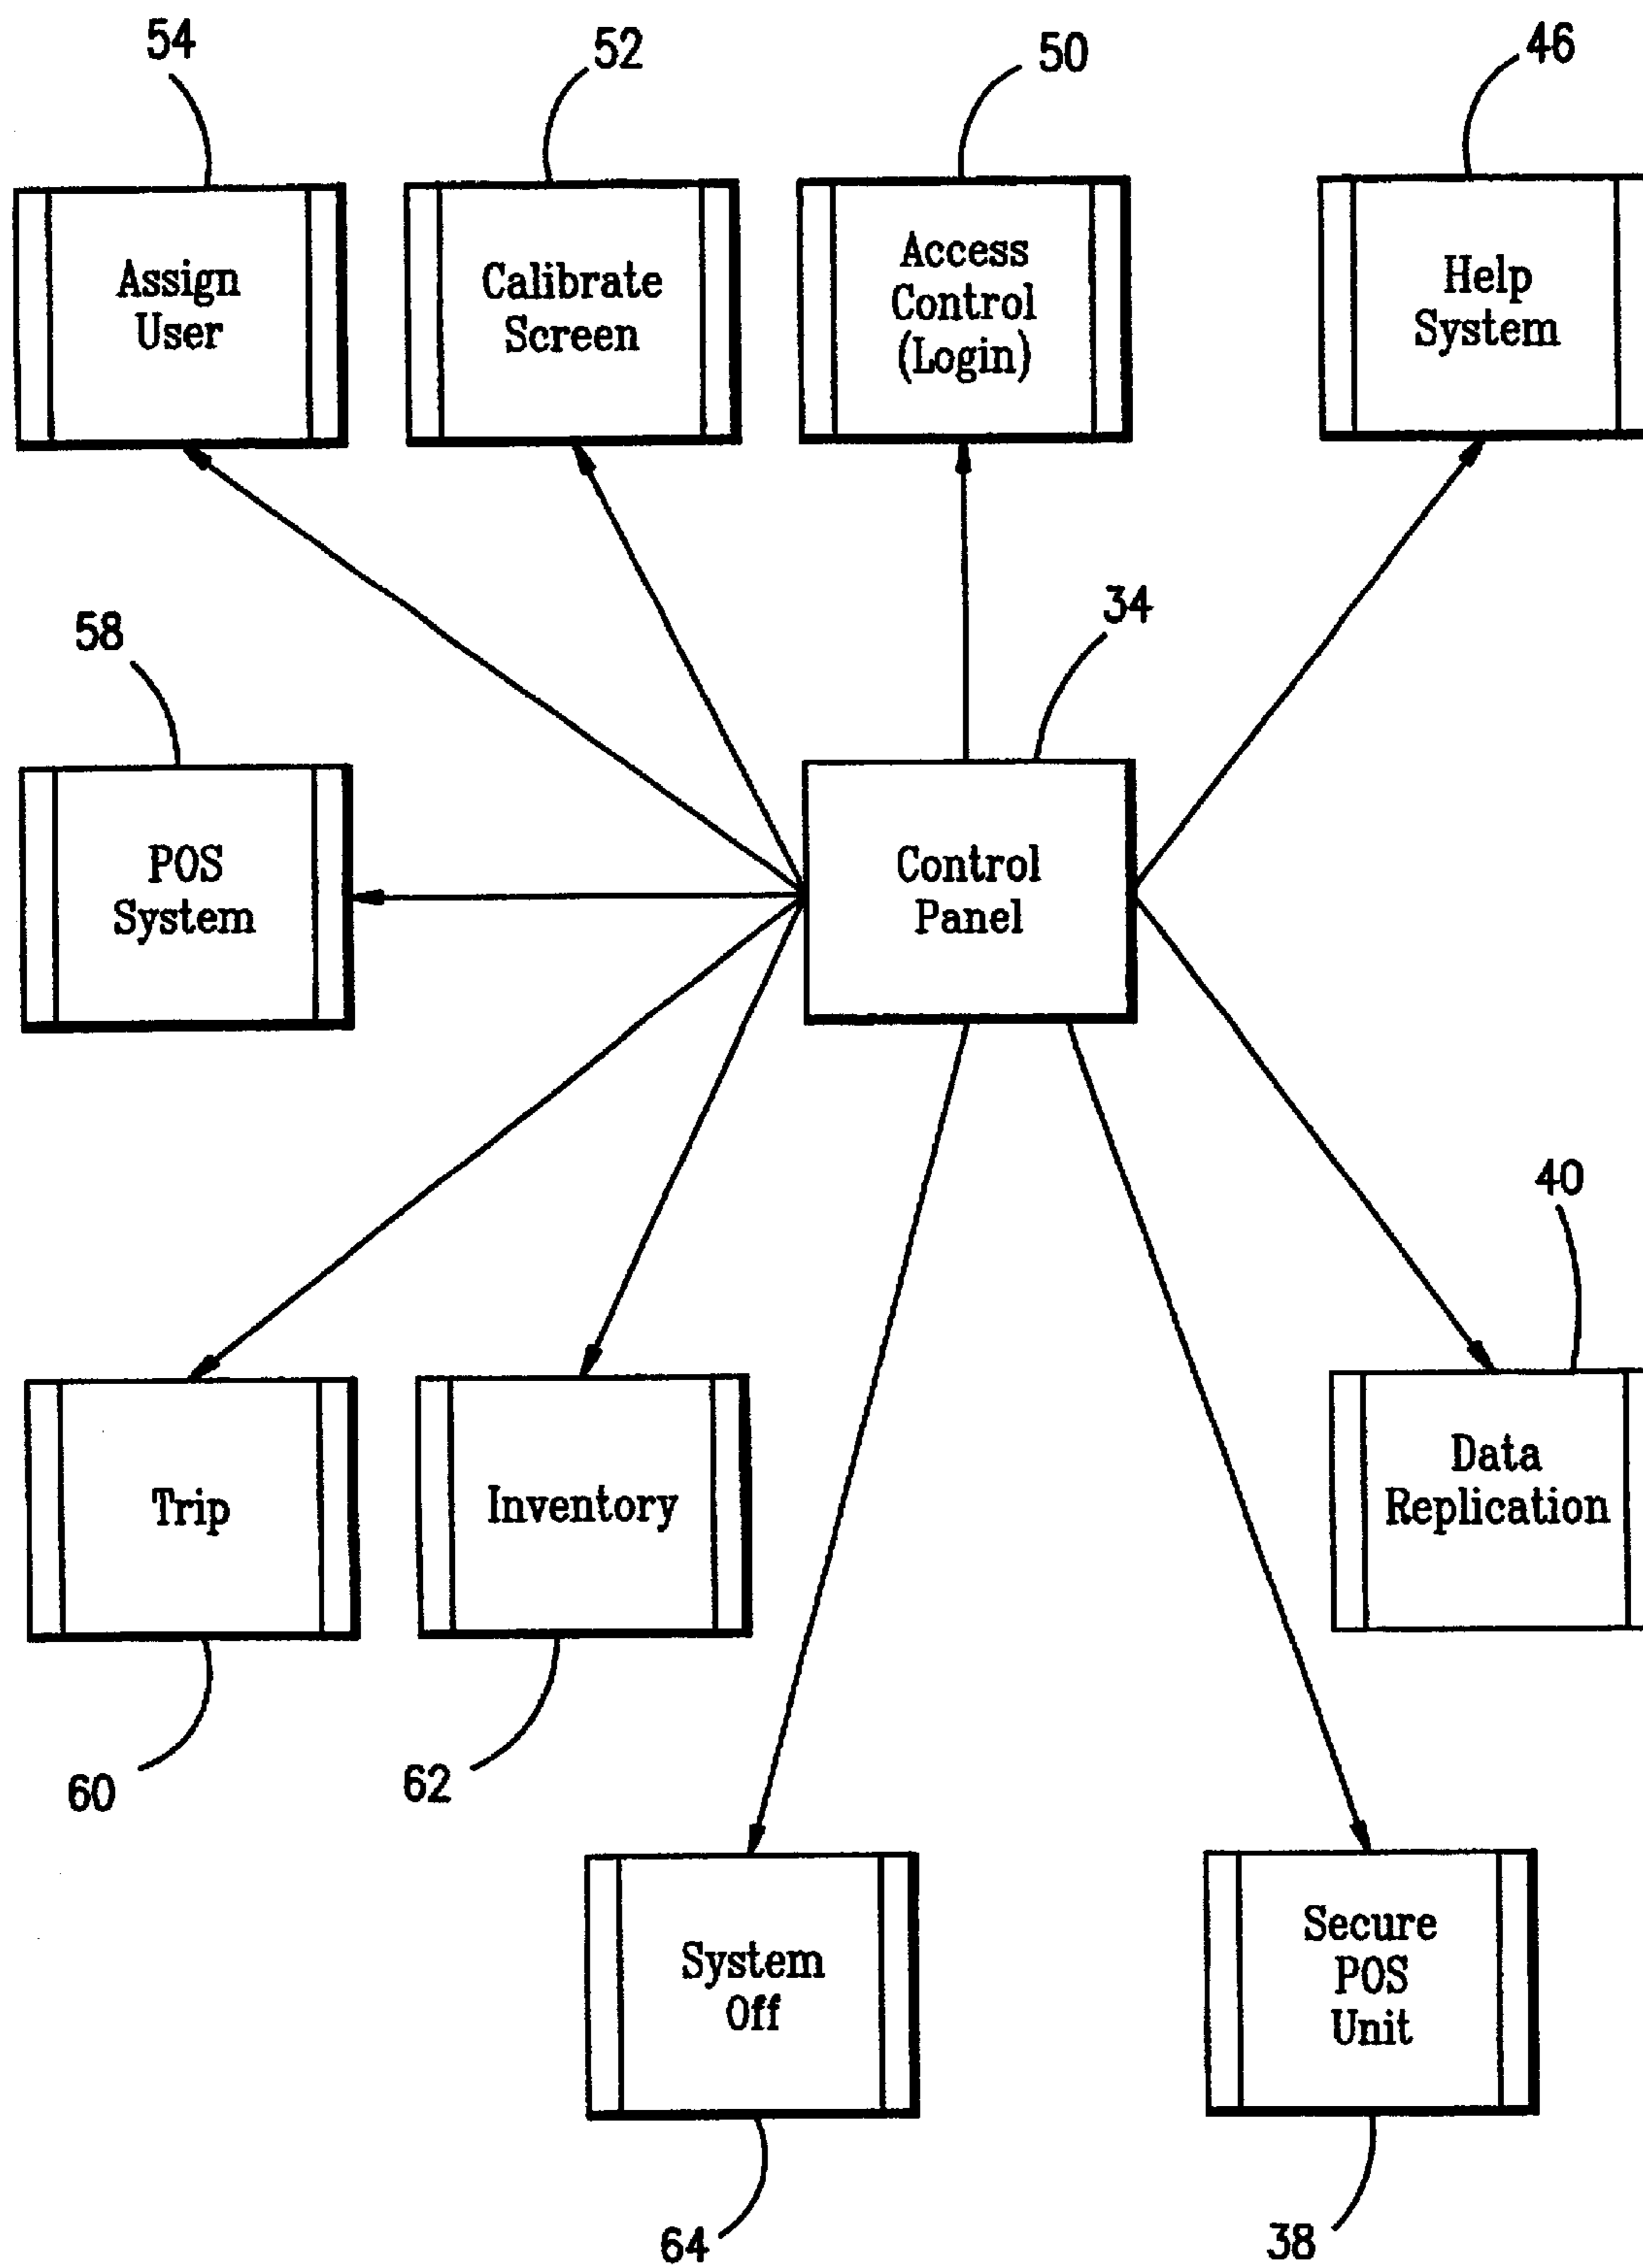 54
52
50
46
Assign
User
Calibrate
Screen
Access
Control
(Login)
Help
System
58
34
POS
System
Control
Panel
40
Trip
Inventory
Data
Replication
60
62
System
Off
Secure
POS
Unit
64
38